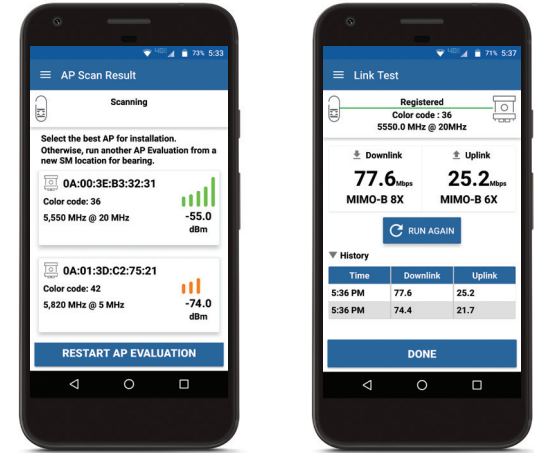 73% 5:33
AP Scan Result
Scanning
Select the best AP for installation.
Otherwise, run another AP Evaluation from a
new SM location for bearing.
0A:00:3E:B3:32:31
Color code: 36
5,550 MHz @ 20 MHz
-55.0
dBm
0A:01:3D:C2:75:21
Color code: 42
5,820 MHz @ 5 MHz
-74.0
dBm
RESTART AP EVALUATION
71% 5:37
Link Test
Registered
Color code : 36
5550.0 MHz @ 20MHz
Downlink
Uplink
77.6 Mbps
25.2 Mbps
MIMO-B 8X
MIMO-B 6X
RUN AGAIN
History
Time Downlink Uplink
5:36 PM 77.6 25.2
5:36 PM 74.4 21.7
DONE